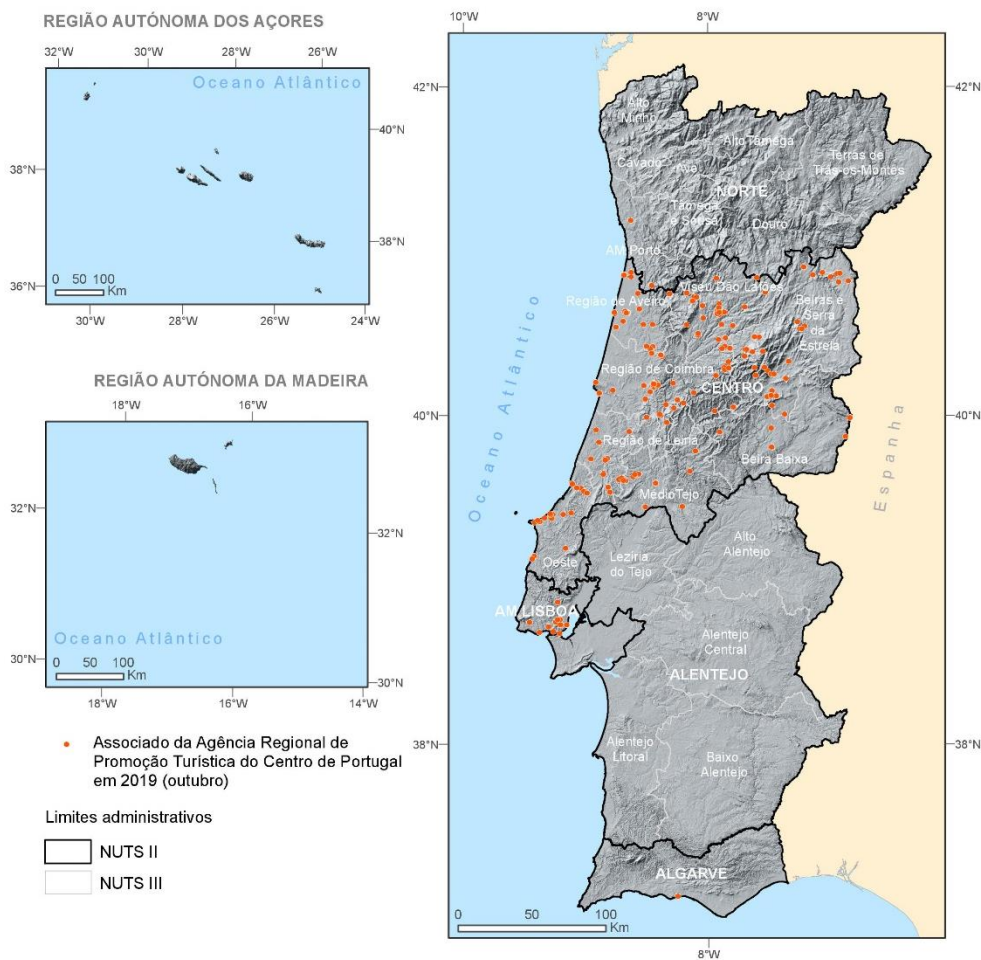 REGIÃO AUTÓNOMA DOS AÇORES
32°W
30°W
28°W
26°W
Oceano Atlântico
40°N
38°N
38°N
36°N
0 50 100
Km
30°W
28°W
26°W
24°W
REGIÃO AUTÓNOMA DA MADEIRA
18°W
16°W
32°N
32°N
Oceano Atlântico
30°N
30°N
0 50 100
Km
18°W
16°W
14°W
Associado da Agência Regional de
Promoção Turística do Centro de Portugal
em 2019 (outubro)
Limites administrativos
NUTS II
NUTS III
10°W
8°W
42°N
42°N
Alto
Minho
Alto Tâmega
Terras de
Trás-os-Montes
Cávado
Ave
NORTE
Tâmega
e Sousa
Douro
AM Porto
Viseu Dão Lafões
Região de Aveiro
Beiras e
Serra
da
Estrela
Região de Coimbra
CENTRO
40°N
40°N
Oceano Atlântico
Espanha
Região de Leiria
Beira Baixa
Médio Tejo
Oeste
Lezíria
do Tejo
Alto
Alentejo
AM LISBOA
Alentejo
Central
ALENTEJO
38°N
38°N
Alentejo
Litoral
Baixo
Alentejo
ALGARVE
0 50 100
Km
8°W